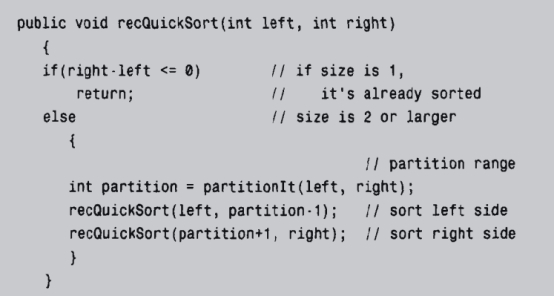 public void recQuickSort(int left, int right)
{
if(right-left <= 0) // if size is 1,
return; // it's already sorted
else // size is 2 or larger
{
// partition range
int partition = partitionIt(left, right);
recQuickSort(left, partition-1); // sort left side
recQuickSort(partition+1, right); // sort right side
}
}